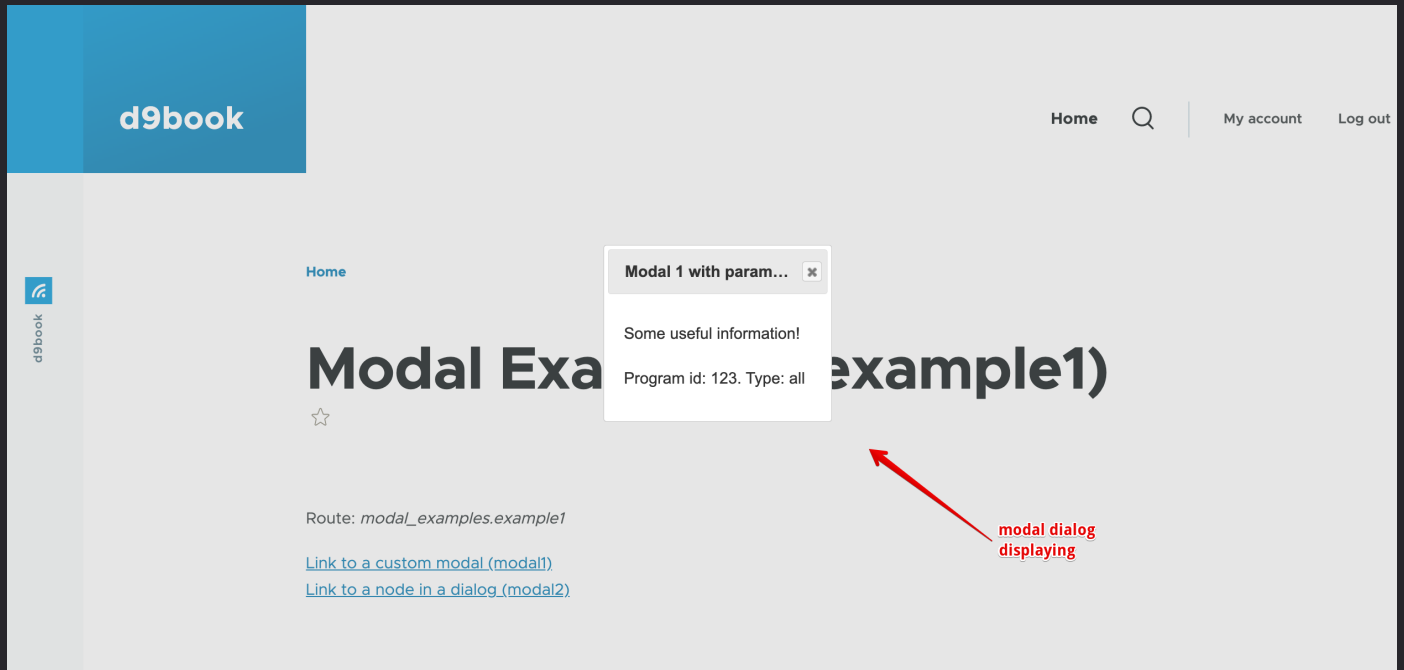 d9book
Home
My account
Log out
d9book
Home
Modal 1 with param...
Some useful information!
Program id: 123. Type: all
Modal Exa
example1)
Route: modal_examples.example1
Link to a custom modal (modal1)
Link to a node in a dialog (modal2)
modal dialog
displaying